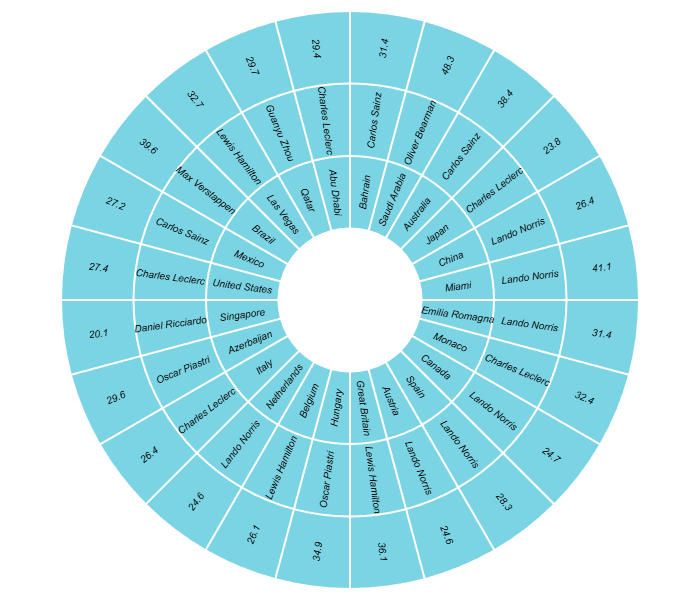 Bahrain Carlos Sainz 31.4
Saudi Arabia Oliver Bearman 48.3
Australia Carlos Sainz 38.4
Japan Charles Leclerc 23.8
China Lando Norris 26.4
Miami Lando Norris 41.1
Emilia Romagna Lando Norris 31.4
Monaco Charles Leclerc 32.4
Canada Lando Norris 24.7
Spain Lando Norris 28.3
Austria Lando Norris 24.6
Great Britain Lewis Hamilton 36.1
Hungary Oscar Piastri 34.9
Belgium Lewis Hamilton 26.1
Netherlands Lando Norris 24.6
Italy Charles Leclerc 26.4
Azerbaijan Oscar Piastri 29.6
Singapore Daniel Ricciardo 20.1
United States Charles Leclerc 27.4
Mexico Carlos Sainz 27.2
Brazil Max Verstappen 39.6
Las Vegas Lewis Hamilton 32.7
Qatar Guanyu Zhou 29.7
Abu Dhabi Charles Leclerc 29.4